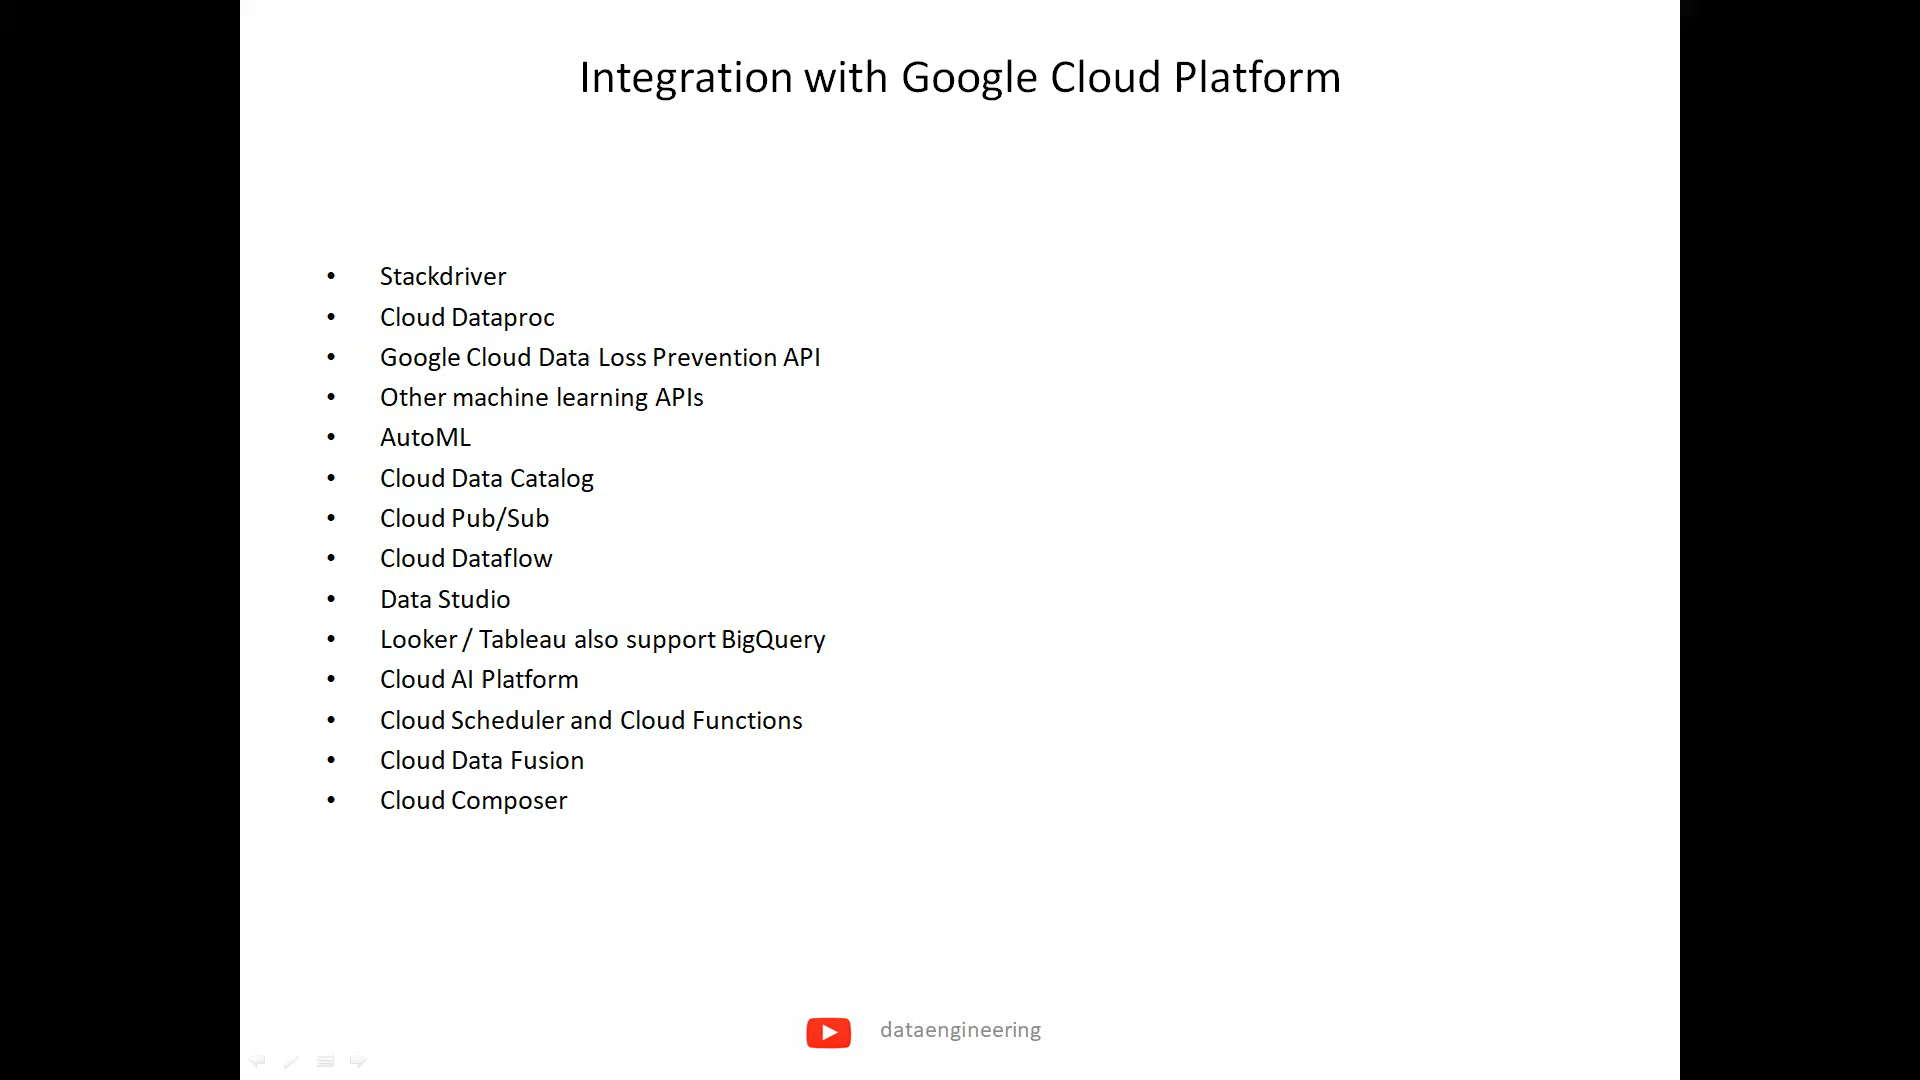 Integration with Google Cloud Platform
• Stackdriver
• Cloud Dataproc
• Google Cloud Data Loss Prevention API
• Other machine learning APIs
• AutoML
• Cloud Data Catalog
• Cloud Pub/Sub
• Cloud Dataflow
• Data Studio
• Looker / Tableau also support BigQuery
• Cloud AI Platform
• Cloud Scheduler and Cloud Functions
• Cloud Data Fusion
• Cloud Composer
dataengineering